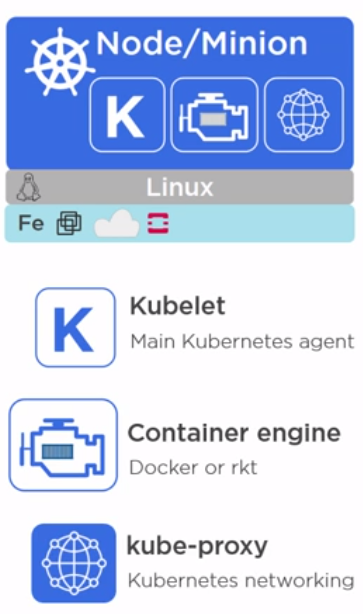 Node/Minion
K
Linux
Fe
K
Kubelet
Main Kubernetes agent
Container engine
Docker or rkt
kube-proxy
Kubernetes networking